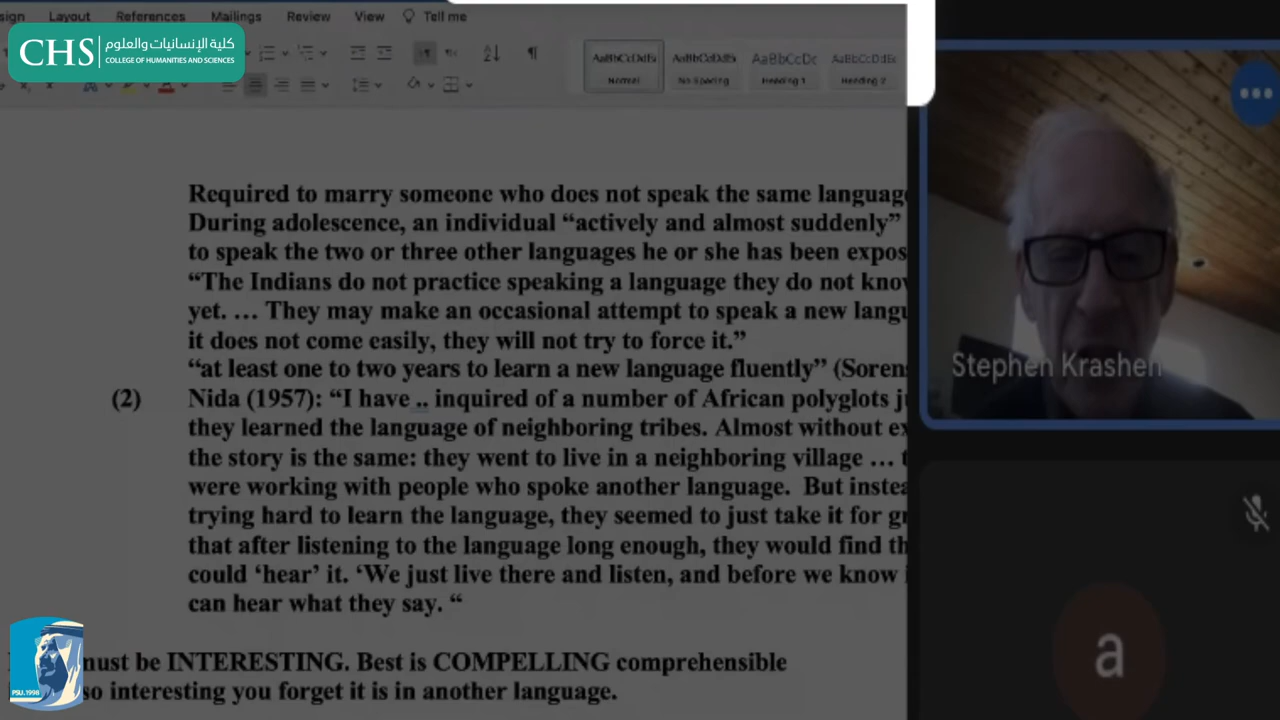 sign Layout References Mailings Review View Tell me
CHS
كلية الإنسانيات والعلوم
COLLEGE OF HUMANITIES AND SCIENCES
AaBbCcDdEe AaBbCcDdEe AaBbCcDc AaBbCcDdEe
Normal No Spacing Heading 1 Heading 2
Required to marry someone who does not speak the same language
During adolescence, an individual “actively and almost suddenly”
to speak the two or three other languages he or she has been expos
“The Indians do not practice speaking a language they do not know
yet. … They may make an occasional attempt to speak a new langu
it does not come easily, they will not try to force it.”
“at least one to two years to learn a new language fluently” (Sorens
(2) Nida (1957): “I have .. inquired of a number of African polyglots ju
they learned the language of neighboring tribes. Almost without ex
the story is the same: they went to live in a neighboring village … t
were working with people who spoke another language. But instea
trying hard to learn the language, they seemed to just take it for gr
that after listening to the language long enough, they would find th
could ‘hear’ it. ‘We just live there and listen, and before we know i
can hear what they say. “
must be INTERESTING. Best is COMPELLING comprehensible
so interesting you forget it is in another language.
Stephen Krashen
a
PSU.1998